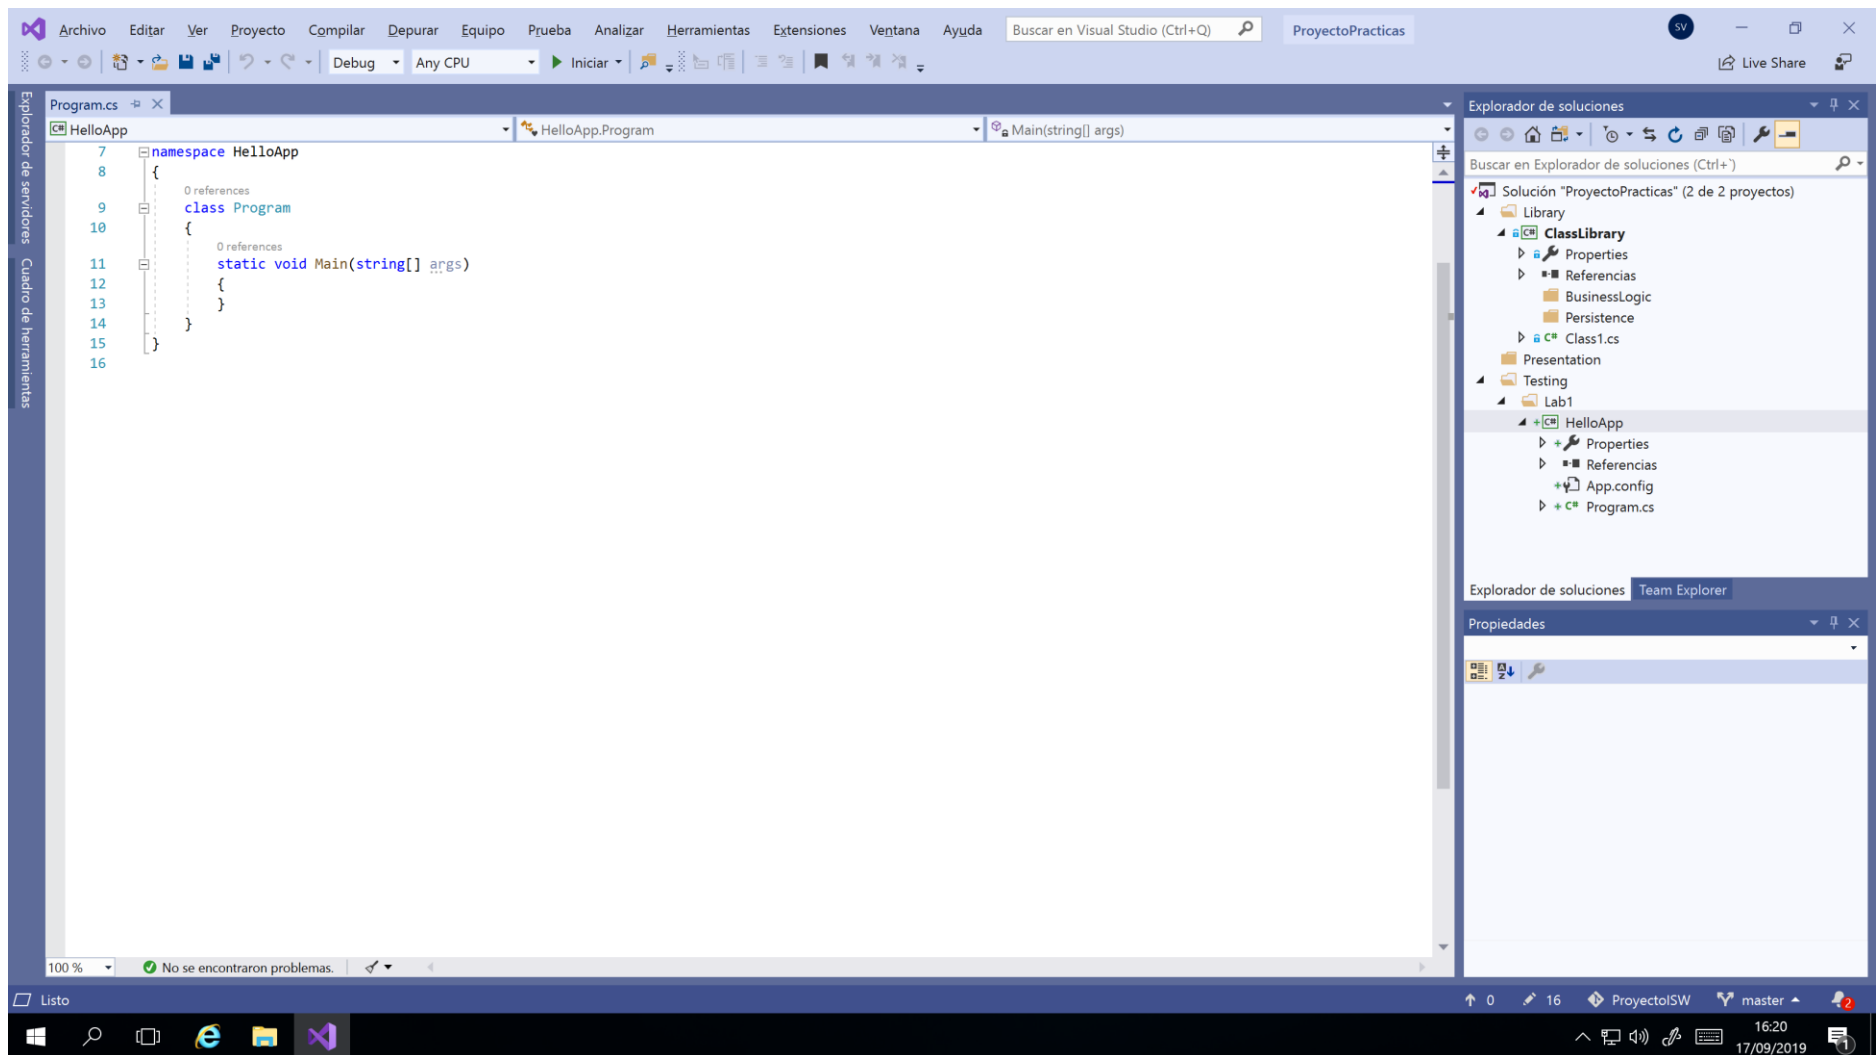 Archivo Editar Ver Proyecto Compilar Depurar Equipo Prueba Analizar Herramientas Extensiones Ventana Ayuda Buscar en Visual Studio (Ctrl+Q) ProyectoPracticas SV
Debug Any CPU Iniciar Live Share
Explorador de servidores
Cuadro de herramientas
Program.cs
HelloApp HelloApp.Program Main(string[] args)
7 namespace HelloApp
8 {
0 references
9 class Program
10 {
0 references
11 static void Main(string[] args)
12 {
13 }
14 }
15 }
16
100 % No se encontraron problemas.
Explorador de soluciones
Buscar en Explorador de soluciones (Ctrl+`)
Solución "ProyectoPracticas" (2 de 2 proyectos)
Library
C# ClassLibrary
Properties
Referencias
BusinessLogic
Persistence
C# Class1.cs
Presentation
Testing
Lab1
C# HelloApp
Properties
Referencias
App.config
C# Program.cs
Explorador de soluciones Team Explorer
Propiedades
Listo 0 16 ProyectoISW master 2
16:20
17/09/2019 1